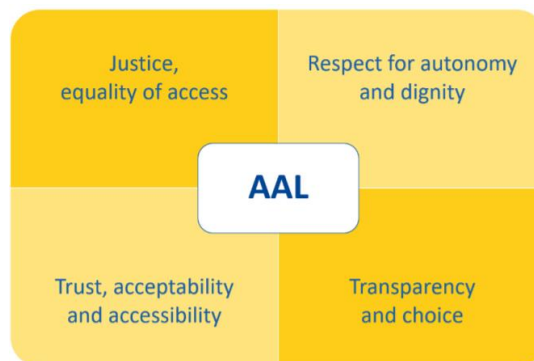 Justice,
equality of access
Respect for autonomy
and dignity
AAL
Trust, acceptability
and accessibility
Transparency
and choice